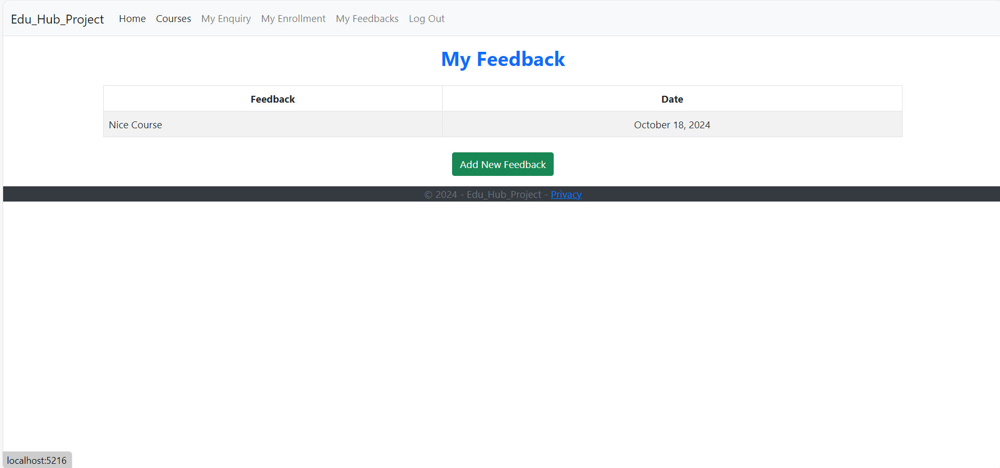 Edu_Hub_Project Home Courses My Enquiry My Enrollment My Feedbacks Log Out
My Feedback
Feedback Date
Nice Course October 18, 2024
Add New Feedback
© 2024 - Edu_Hub_Project - Privacy
localhost:5216